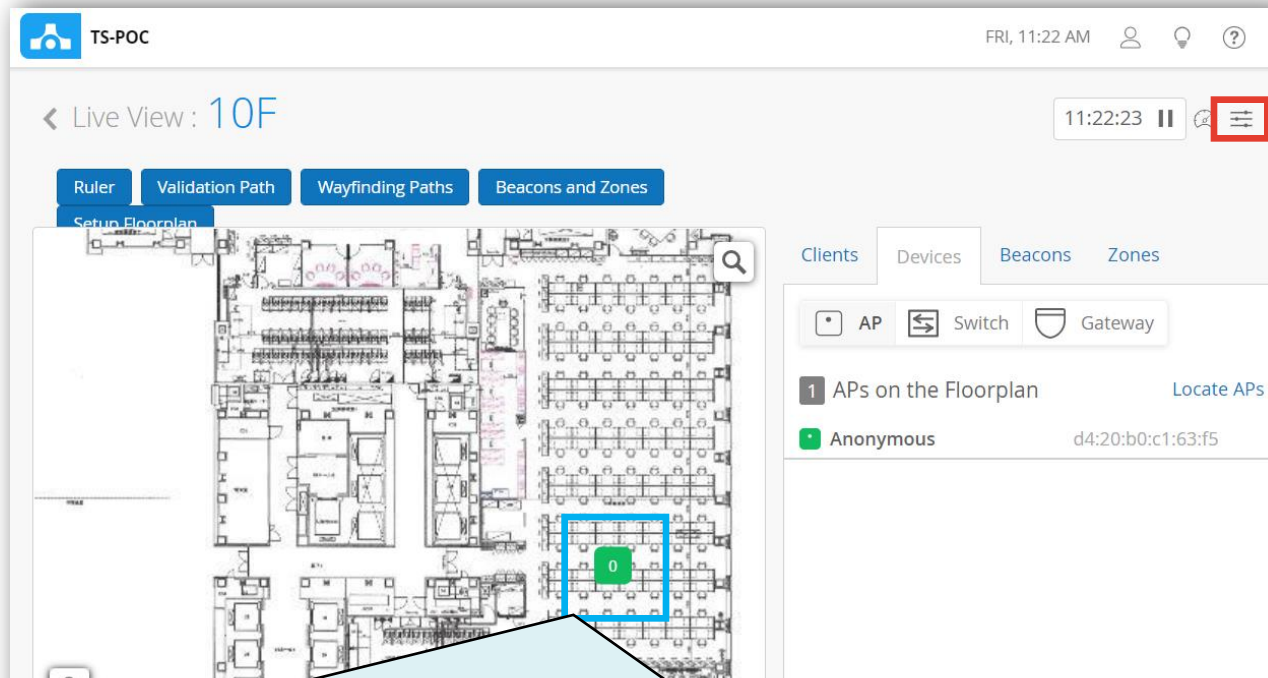 TS-POC
FRI, 11:22 AM
Live View : 10F
11:22:23
Ruler
Validation Path
Wayfinding Paths
Beacons and Zones
Setup Floorplan
Clients
Devices
Beacons
Zones
AP
Switch
Gateway
1 APs on the Floorplan
Locate APs
Anonymous
d4:20:b0:c1:63:f5
0